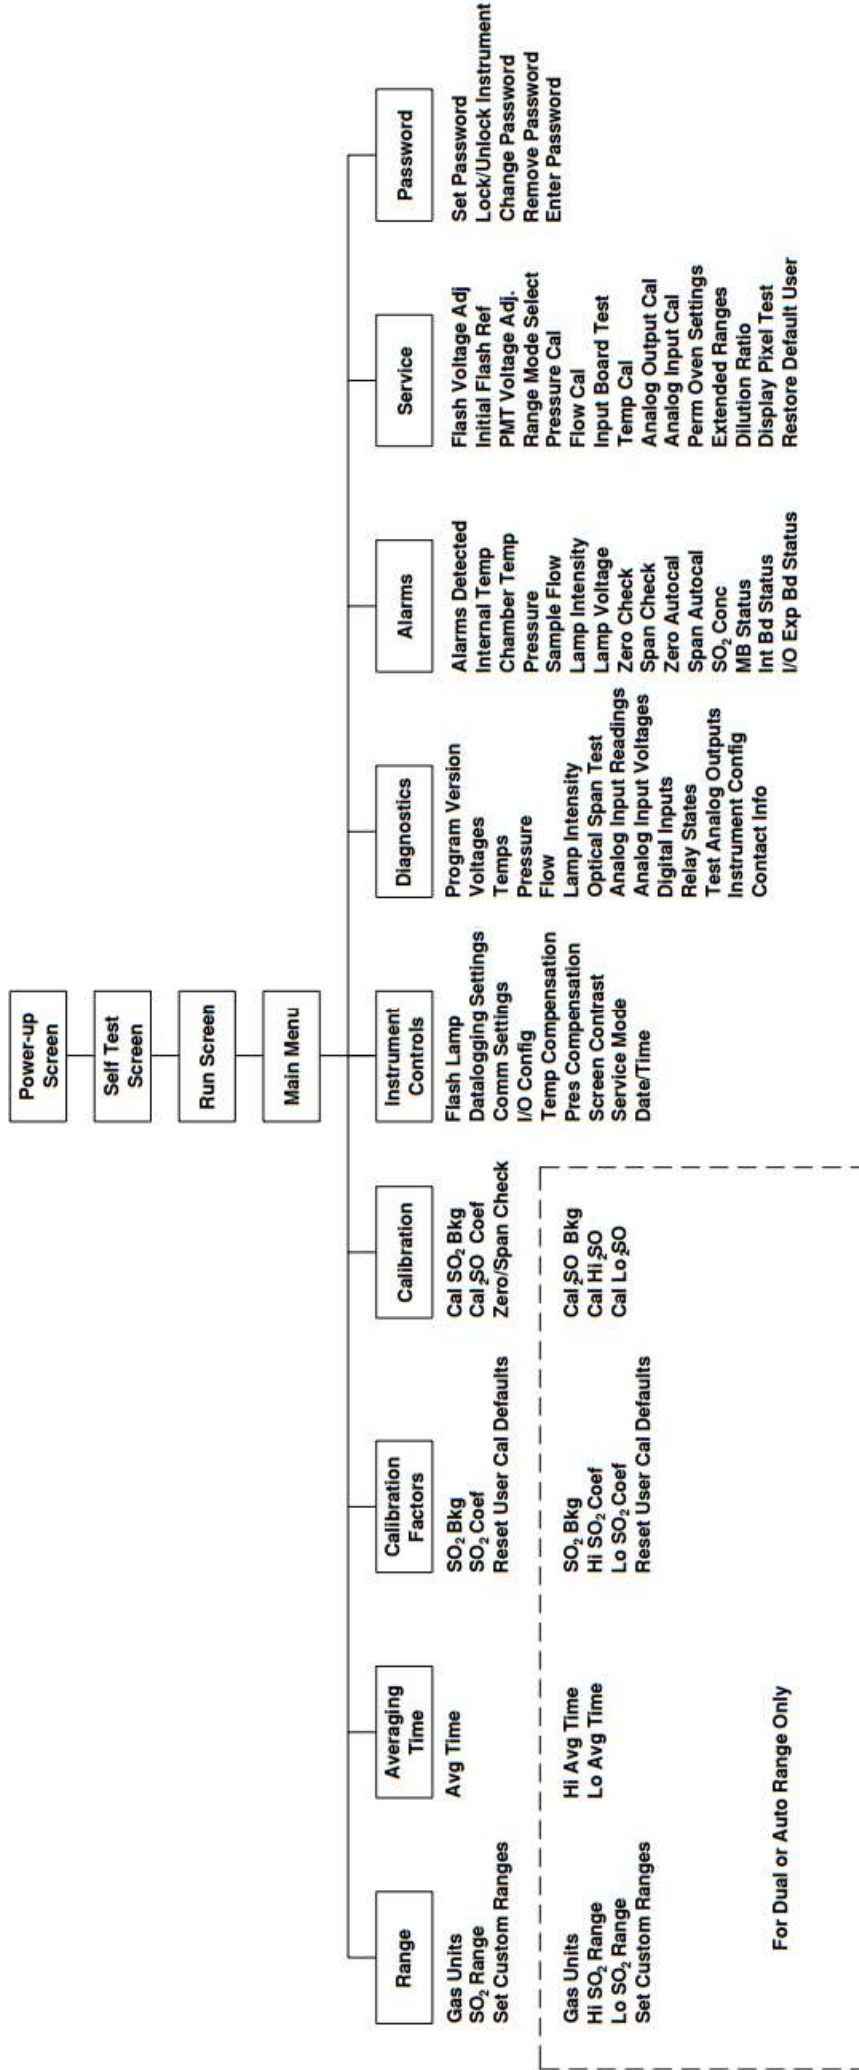 Power-up
Screen
Self Test
Screen
Run Screen
Main Menu
Range
Gas Units
SO₂ Range
Set Custom Ranges
Averaging
Time
Avg Time
Calibration
Factors
SO₂ Bkg
SO₂ Coef
Reset User Cal Defaults
Calibration
Cal SO₂ Bkg
Cal₂SO Coef
Zero/Span Check
Instrument
Controls
Flash Lamp
Datalogging Settings
Comm Settings
I/O Config
Temp Compensation
Pres Compensation
Screen Contrast
Service Mode
Date/Time
Diagnostics
Program Version
Voltages
Temps
Pressure
Flow
Lamp Intensity
Optical Span Test
Analog Input Readings
Analog Input Voltages
Digital Inputs
Relay States
Test Analog Outputs
Instrument Config
Contact Info
Alarms
Alarms Detected
Internal Temp
Chamber Temp
Pressure
Sample Flow
Lamp Intensity
Lamp Voltage
Zero Check
Span Check
Zero Autocal
Span Autocal
SO₂ Conc
MB Status
Int Bd Status
I/O Exp Bd Status
Service
Flash Voltage Adj
Initial Flash Ref
PMT Voltage Adj.
Range Mode Select
Pressure Cal
Flow Cal
Input Board Test
Temp Cal
Analog Output Cal
Analog Input Cal
Perm Oven Settings
Extended Ranges
Dilution Ratio
Display Pixel Test
Restore Default User
Password
Set Password
Lock/Unlock Instrument
Change Password
Remove Password
Enter Password
Gas Units
Hi SO₂ Range
Lo SO₂ Range
Set Custom Ranges
Hi Avg Time
Lo Avg Time
SO₂ Bkg
Hi SO₂ Coef
Lo SO₂ Coef
Reset User Cal Defaults
Cal₂SO Bkg
Cal Hi₂SO
Cal Lo₂SO
For Dual or Auto Range Only